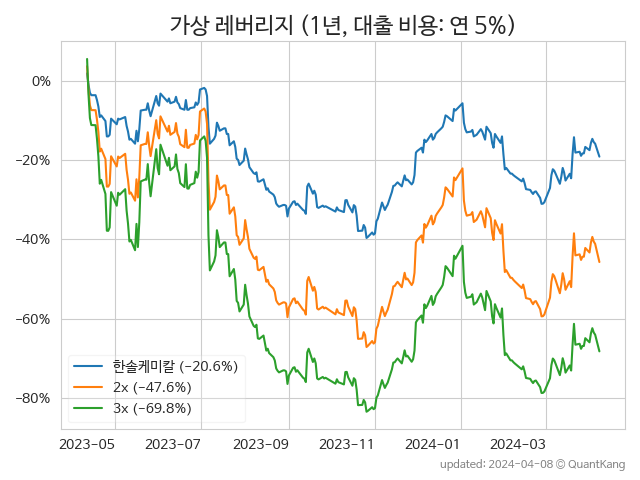 가상 레버리지 (1년, 대출 비용: 연 5%)
0%
−20%
−40%
−60%
−80%
한솔케미칼 (−20.6%)
2x (−47.6%)
3x (−69.8%)
2023-05 2023-07 2023-09 2023-11 2024-01 2024-03
updated: 2024-04-08 © QuantKang